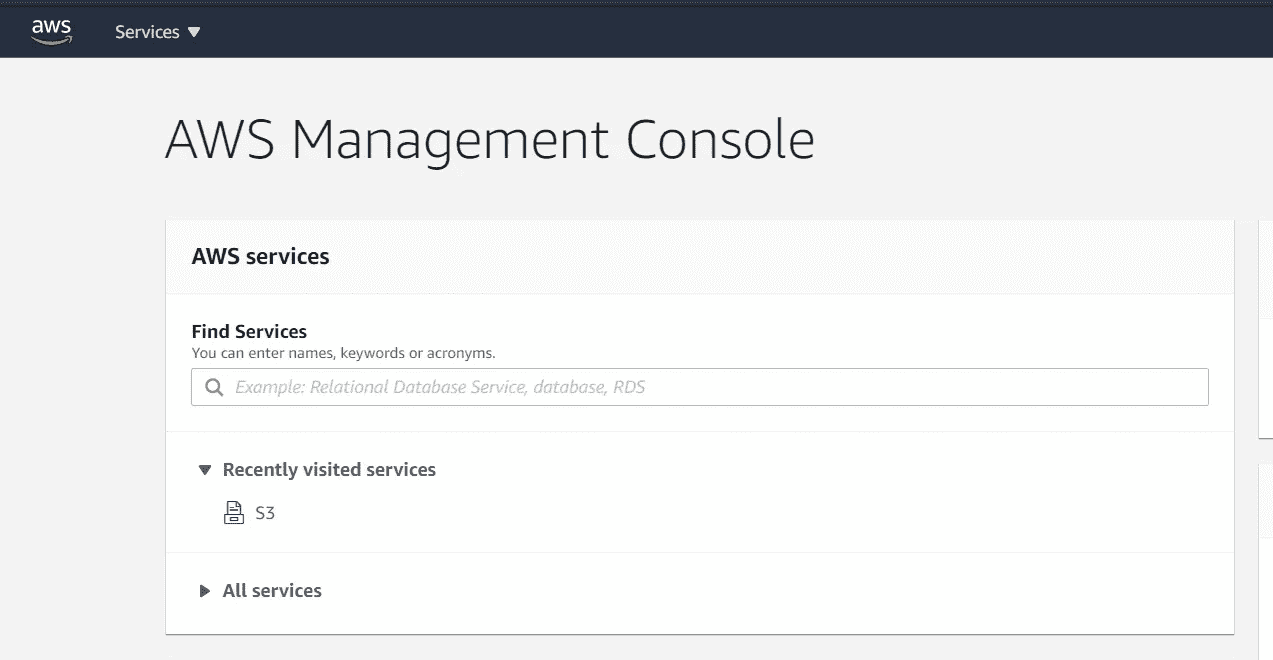 aws
Services
AWS Management Console
AWS services
Find Services
You can enter names, keywords or acronyms.
Example: Relational Database Service, database, RDS
Recently visited services
S3
All services